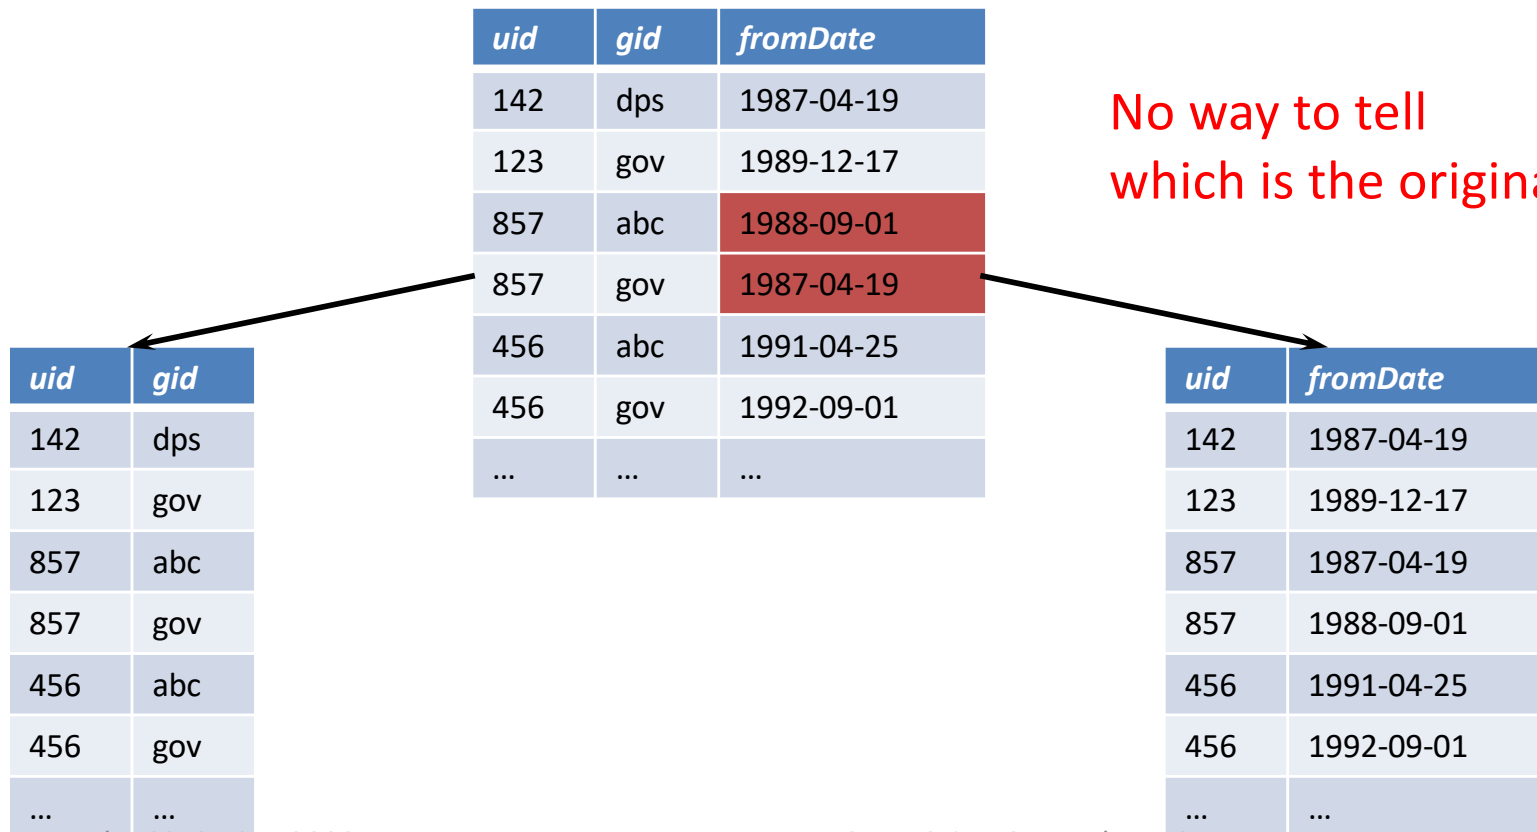 uid gid fromDate
142 dps 1987-04-19
123 gov 1989-12-17
857 abc 1988-09-01
857 gov 1987-04-19
456 abc 1991-04-25
456 gov 1992-09-01
... ... ...
No way to tell
which is the
uid gid
142 dps
123 gov
857 abc
857 gov
456 abc
456 gov
... ...
uid fromDate
142 1987-04-19
123 1989-12-17
857 1987-04-19
857 1988-09-01
456 1991-04-25
456 1992-09-01
... ...